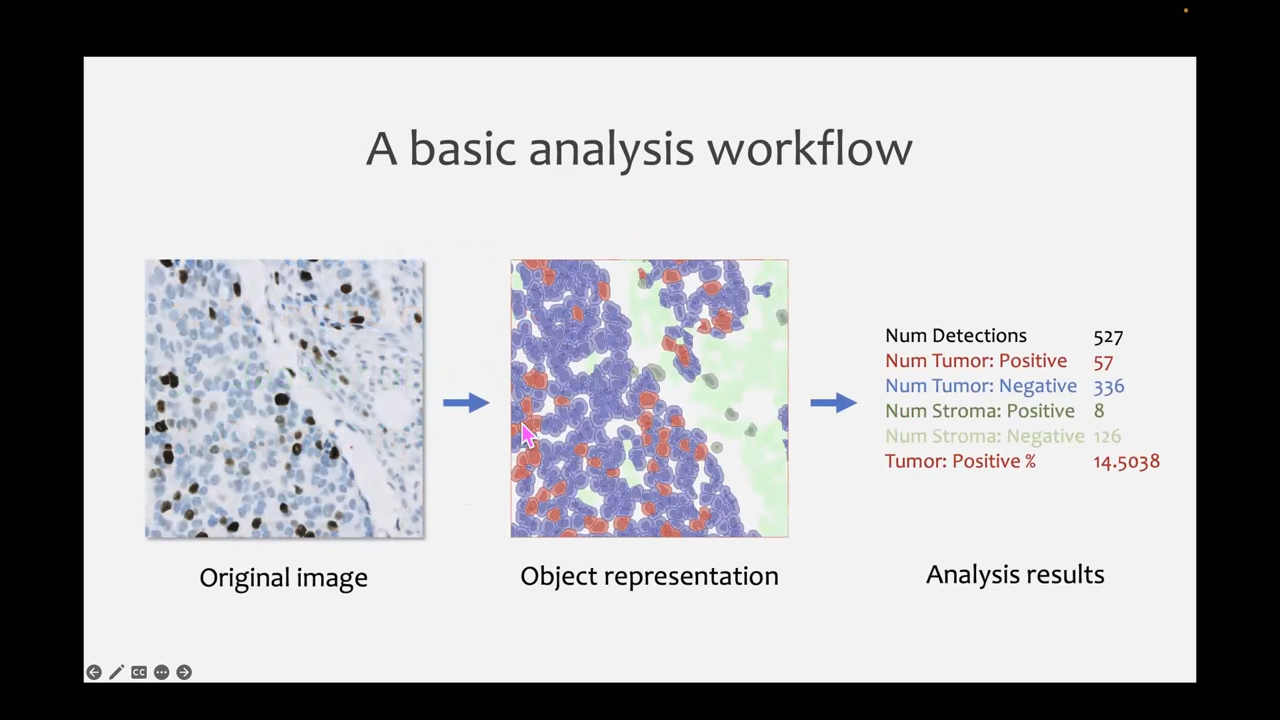 A basic analysis workflow
Num Detections 527
Num Tumor: Positive 57
Num Tumor: Negative 336
Num Stroma: Positive 8
Num Stroma: Negative 126
Tumor: Positive % 14.5038
Original image
Object representation
Analysis results
CC